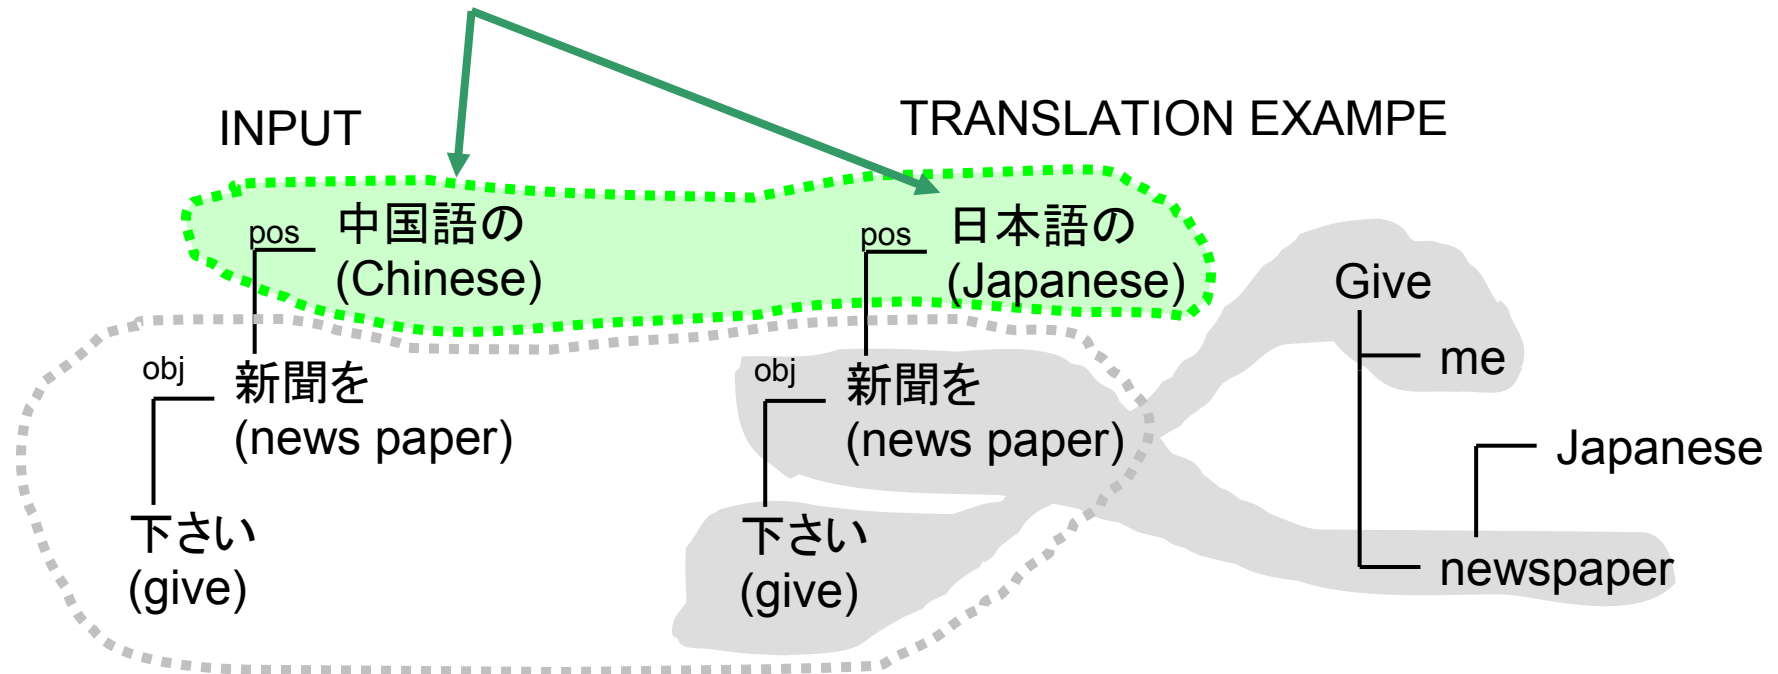 INPUT
TRANSLATION EXAMPE
pos 中国語の
(Chinese)
obj 新聞を
(news paper)
下さい
(give)
pos 日本語の
(Japanese)
obj 新聞を
(news paper)
下さい
(give)
Give
me
Japanese
newspaper